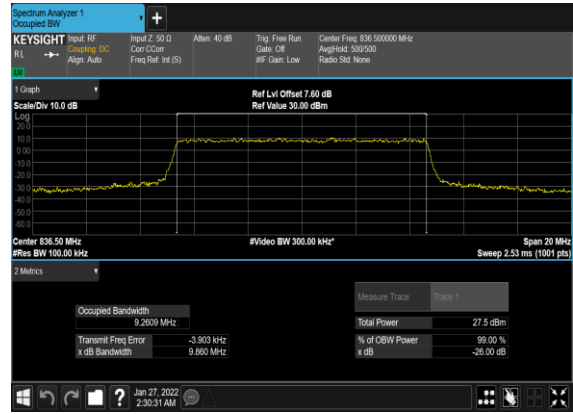 Spectrum Analyzer 1
Occupied BW
+
KEYSIGHT Input: RF Input Z: 50 Ω Atten: 40 dB Trig: Free Run Center Freq: 836.500000 MHz
RL Coupling: DC Corr CCorr Gate: Off Avg|Hold: 500/500
Align: Auto Freq Ref: Int (S) #IF Gain: Low Radio Std: None
LW
1 Graph
Ref Lvl Offset 7.60 dB
Scale/Div 10.0 dB Ref Value 30.00 dBm
Log
20.0
10.0
0.00
-10.0
-20.0
-30.0
-40.0
-50.0
-60.0
Center 836.50 MHz #Video BW 300.00 kHz* Span 20 MHz
#Res BW 100.00 kHz Sweep 2.53 ms (1001 pts)
2 Metrics
Measure Trace Trace 1
Occupied Bandwidth
9.2609 MHz Total Power 27.5 dBm
Transmit Freq Error -3.903 kHz % of OBW Power 99.00 %
x dB Bandwidth 9.860 MHz x dB -26.00 dB
? Jan 27, 2022
2:30:31 AM